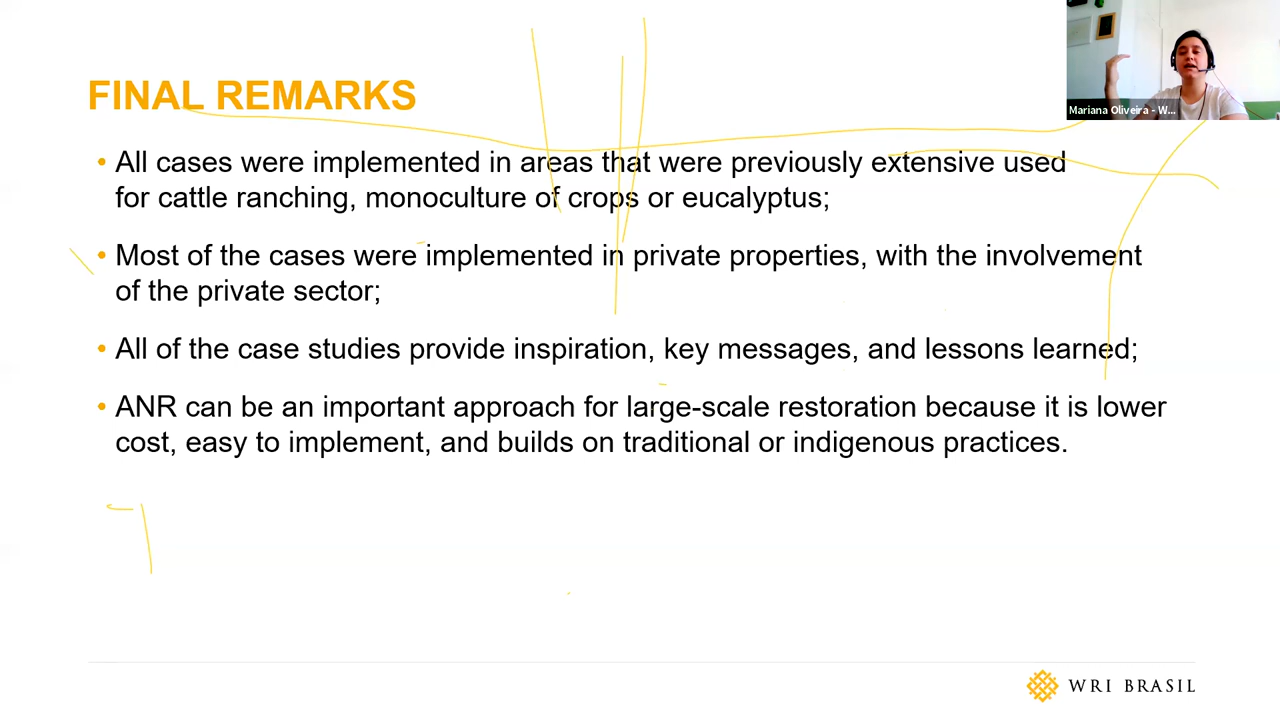 Mariana Oliveira - W...
FINAL REMARKS
• All cases were implemented in areas that were previously extensive used
for cattle ranching, monoculture of crops or eucalyptus;
• Most of the cases were implemented in private properties, with the involvement
of the private sector;
• All of the case studies provide inspiration, key messages, and lessons learned;
• ANR can be an important approach for large-scale restoration because it is lower
cost, easy to implement, and builds on traditional or indigenous practices.
WRI BRASIL